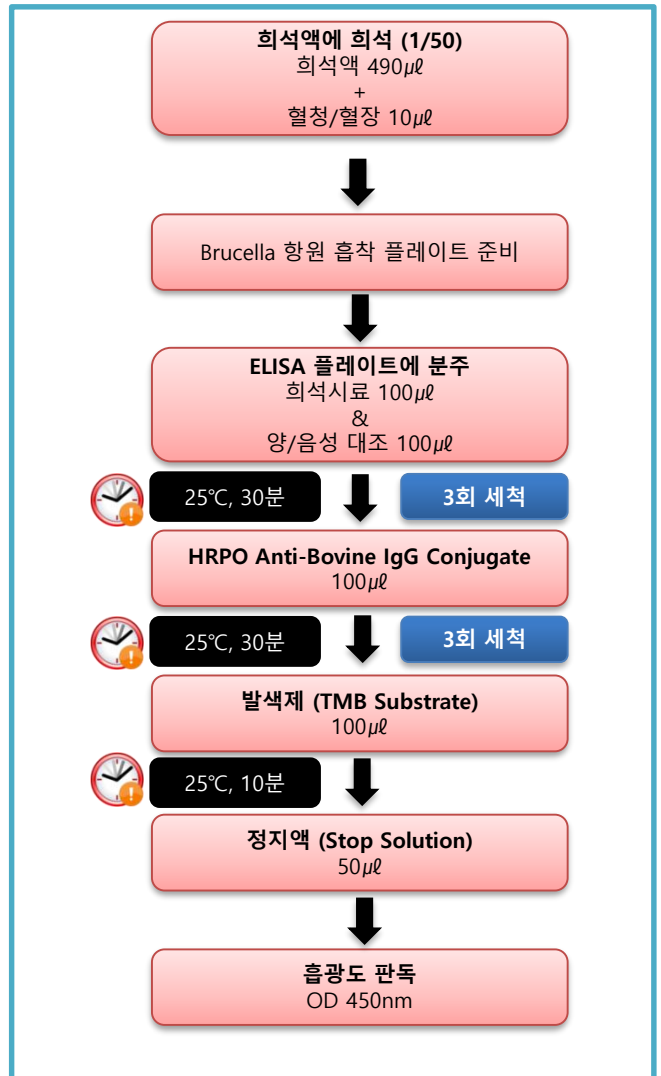 희석액에 희석 (1/50)
희석액 490㎕
+
혈청/혈장 10㎕
Brucella 항원 흡착 플레이트 준비
ELISA 플레이트에 분주
희석시료 100㎕
&
양/음성 대조 100㎕
25℃, 30분
3회 세척
HRPO Anti-Bovine IgG Conjugate
100㎕
25℃, 30분
3회 세척
발색제 (TMB Substrate)
100㎕
25℃, 10분
정지액 (Stop Solution)
50㎕
흡광도 판독
OD 450nm